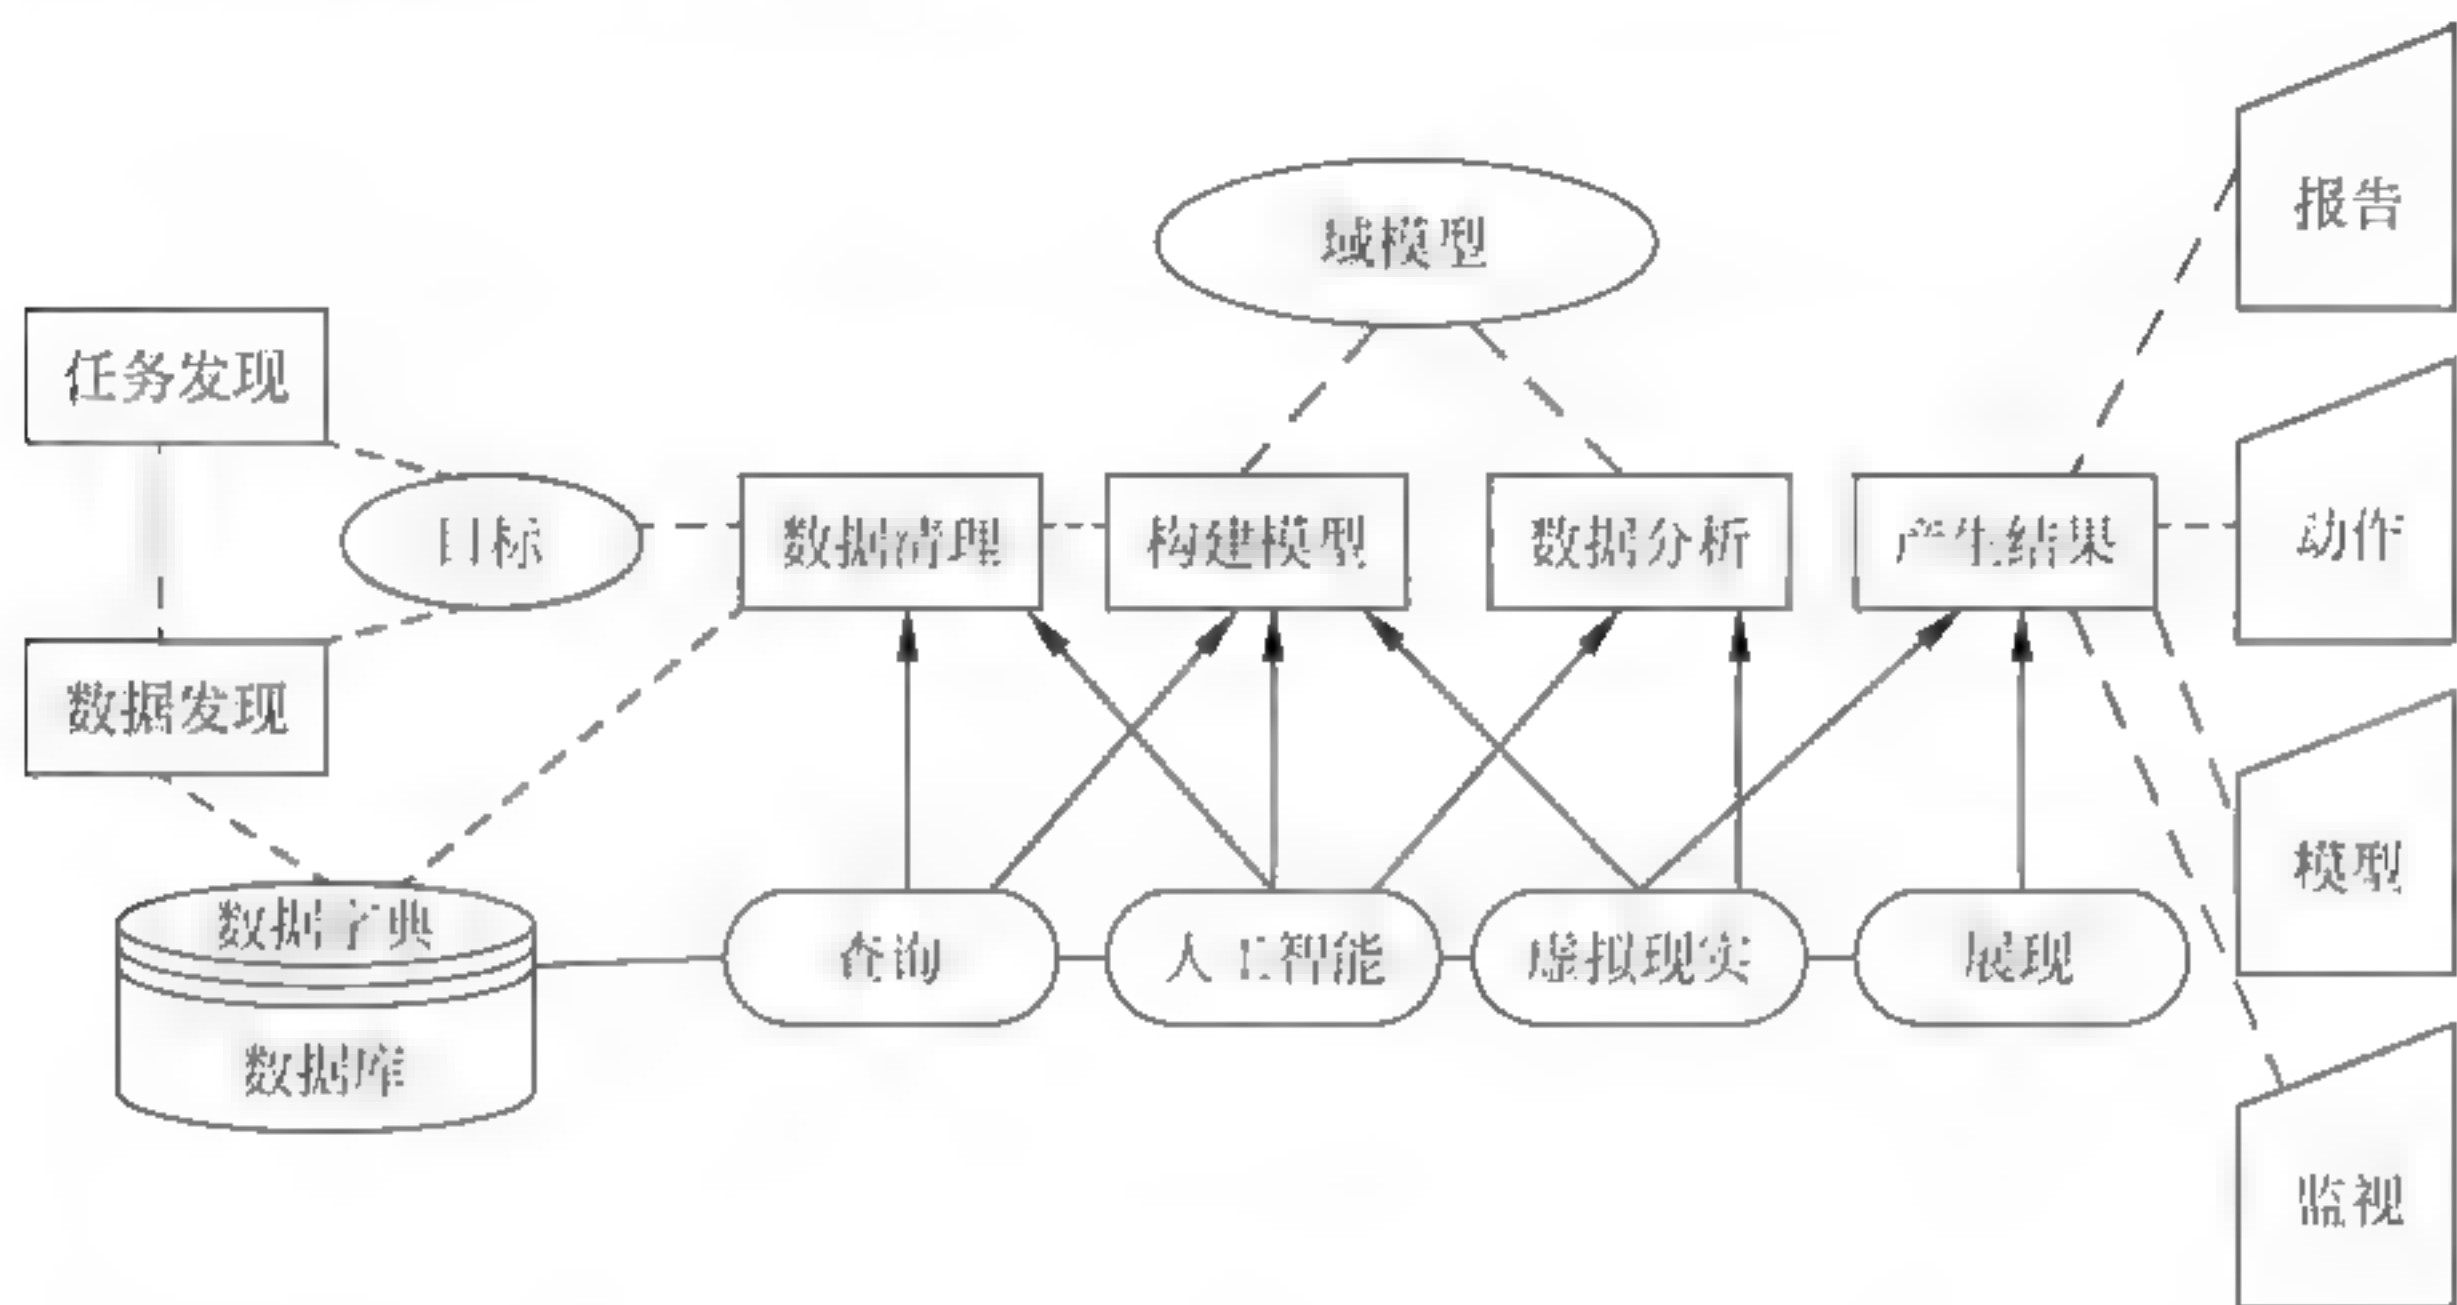 报告
域模型
任务发现
目标
数据清理
构建模型
数据分析
产生结果
动作
数据发现
模型
数据字典
查询
人工智能
虚拟现实
展现
数据库
监视